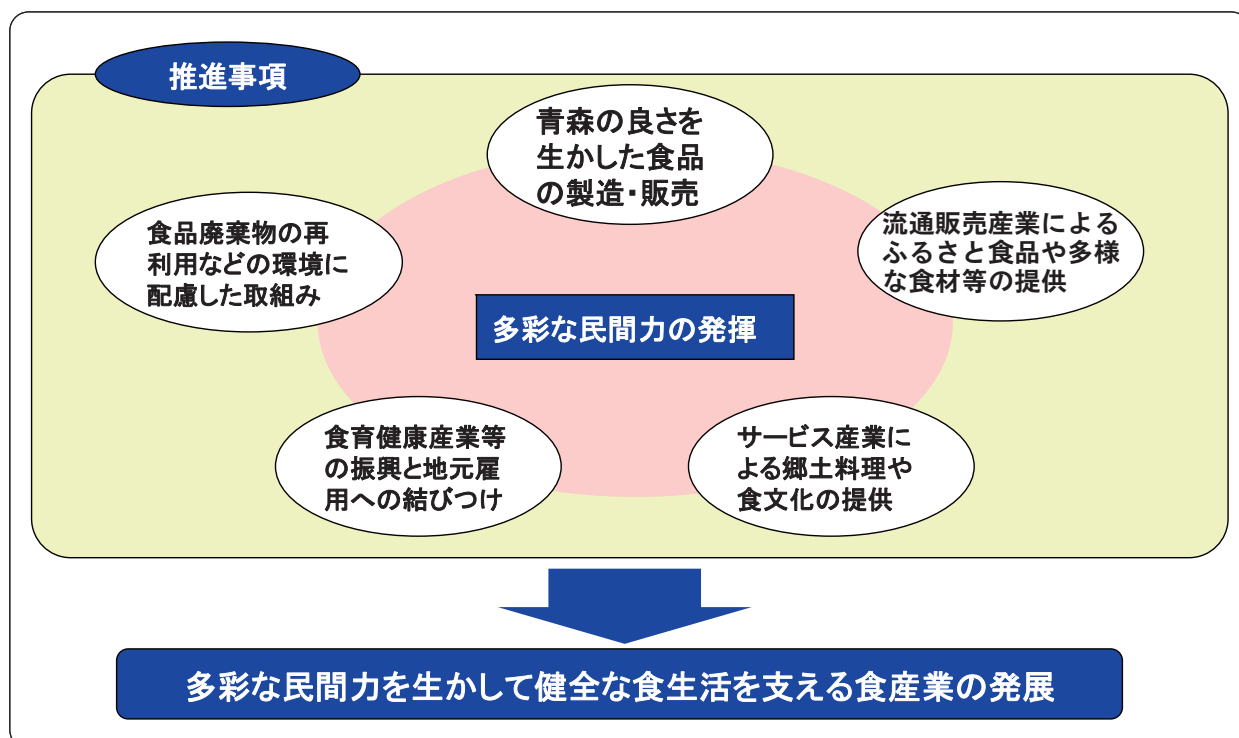 推進事項
青森の良さを
生かした食品
の製造・販売
食品廃棄物の再
利用などの環境に
配慮した取組み
流通販売産業による
ふるさと食品や多様
な食材等の提供
多彩な民間力の発揮
食育健康産業等
の振興と地元雇
用への結びつけ
サービス産業に
よる郷土料理や
食文化の提供
多彩な民間力を生かして健全な食生活を支える食産業の発展